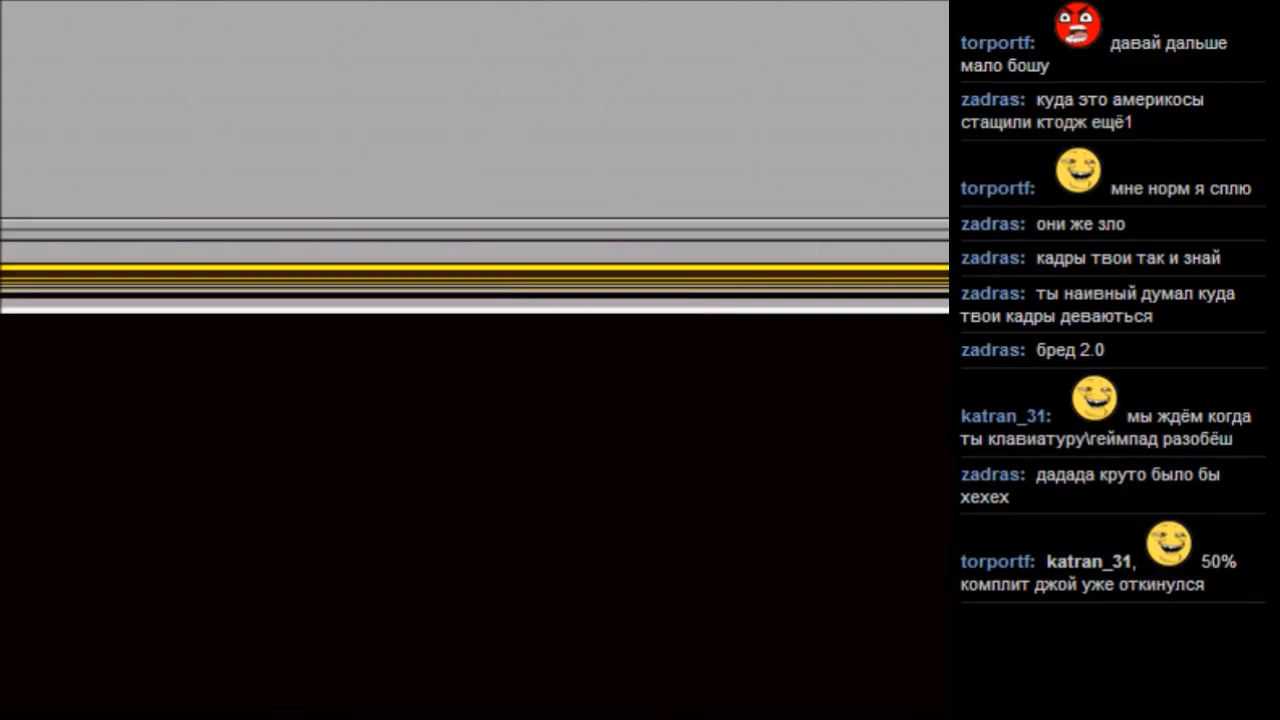 torportf: давай дальше
мало бошу
zadras: куда это америкосы
стащили ктодж ещё1
torportf: мне норм я сплю
zadras: они же зло
zadras: кадры твои так и знай
zadras: ты наивный думал куда
твои кадры деваються
zadras: бред 2.0
katran_31: мы ждём когда
ты клавиатуру\геймпад разобёш
zadras: дадада круто было бы
хехех
torportf: katran_31, 50%
комплит джой уже откинулся